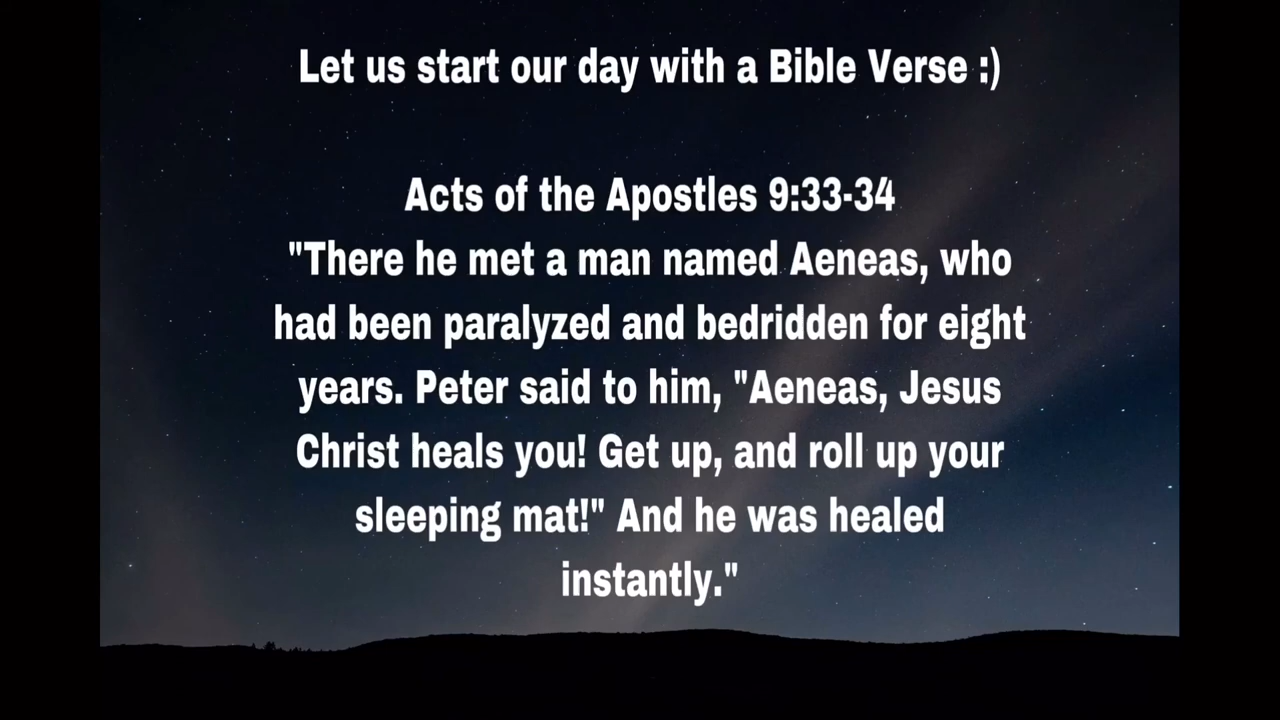 Let us start our day with a Bible Verse :)
Acts of the Apostles 9:33-34
"There he met a man named Aeneas, who
had been paralyzed and bedridden for eight
years. Peter said to him, "Aeneas, Jesus
Christ heals you! Get up, and roll up your
sleeping mat!" And he was healed
instantly."